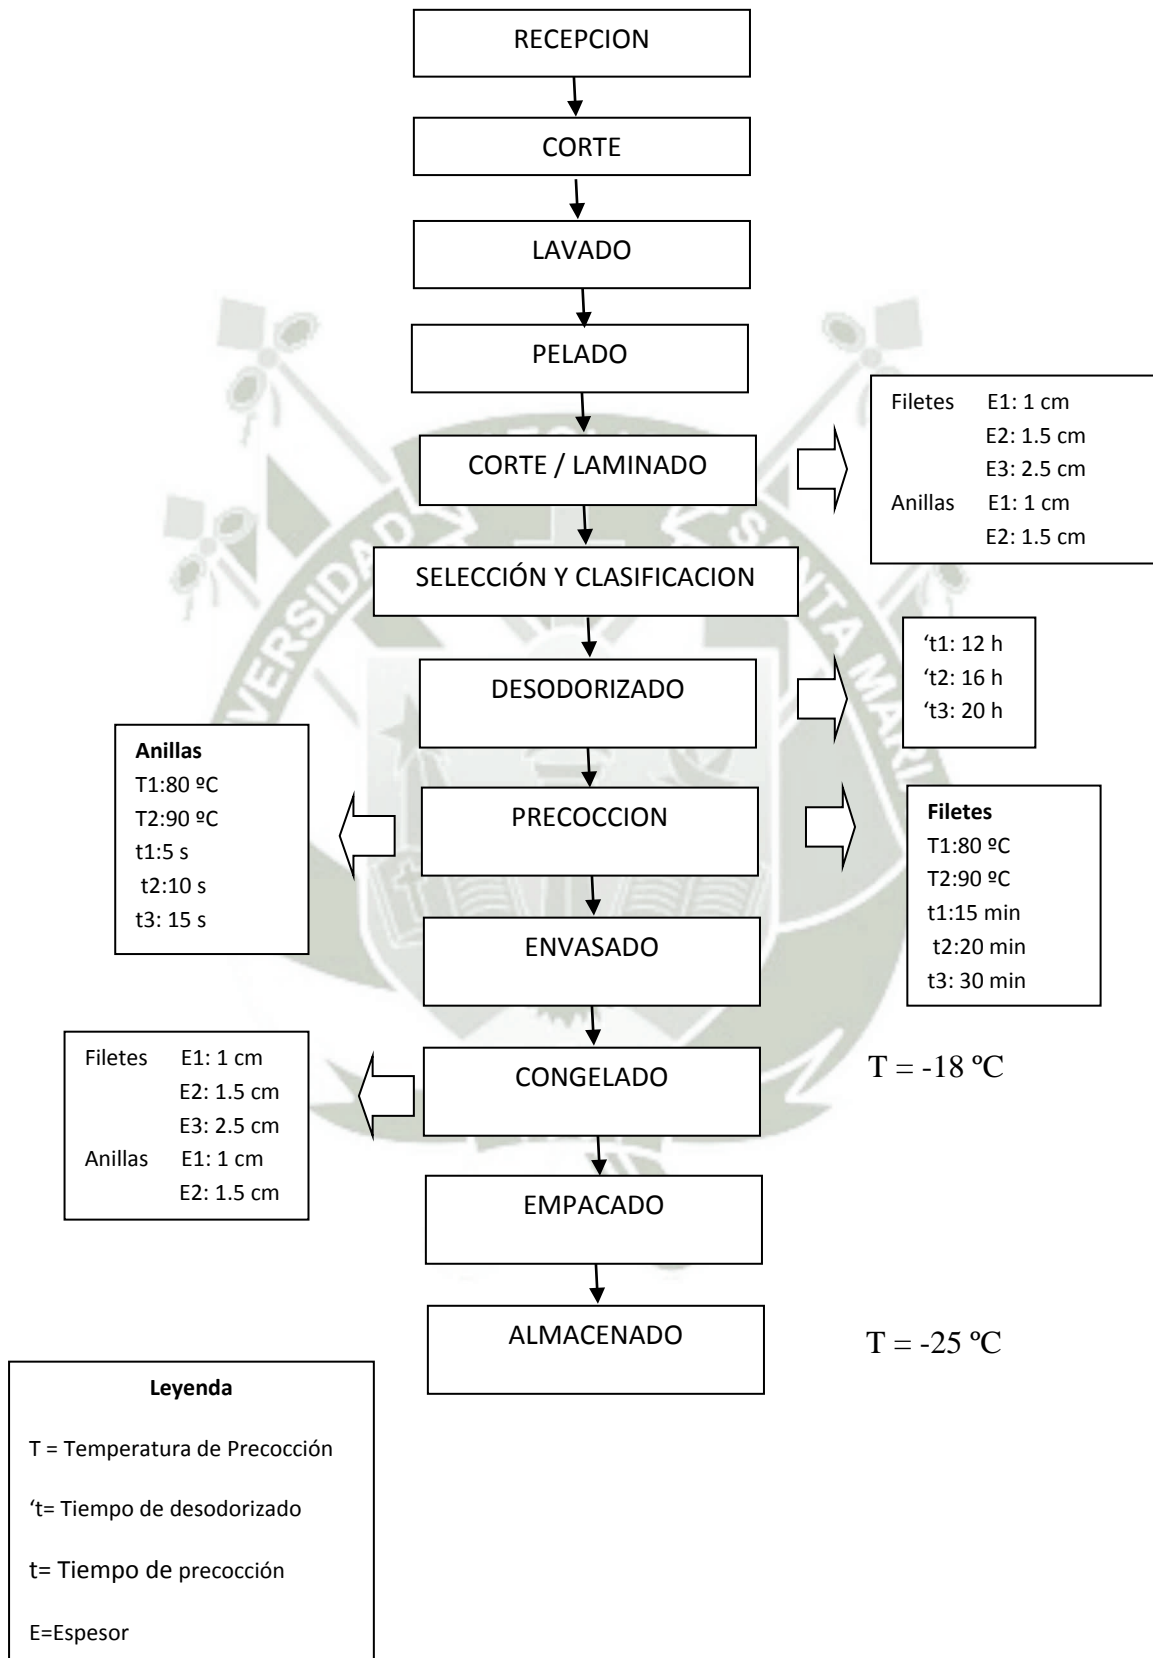 RECEPCION
CORTE
LAVADO
PELADO
CORTE / LAMINADO
Filetes E1: 1 cm
E2: 1.5 cm
E3: 2.5 cm
Anillas E1: 1 cm
E2: 1.5 cm
SELECCIÓN Y CLASIFICACION
DESODORIZADO
‘t1: 12 h
‘t2: 16 h
‘t3: 20 h
Anillas
T1:80 ºC
T2:90 ºC
t1:5 s
t2:10 s
t3: 15 s
PRECOCCION
Filetes
T1:80 ºC
T2:90 ºC
t1:15 min
t2:20 min
t3: 30 min
ENVASADO
Filetes E1: 1 cm
E2: 1.5 cm
E3: 2.5 cm
Anillas E1: 1 cm
E2: 1.5 cm
CONGELADO
T = -18 ºC
EMPACADO
ALMACENADO
T = -25 ºC
Leyenda
T = Temperatura de Precocción
‘t= Tiempo de desodorizado
t= Tiempo de precocción
E=Espesor
SANTA MARI